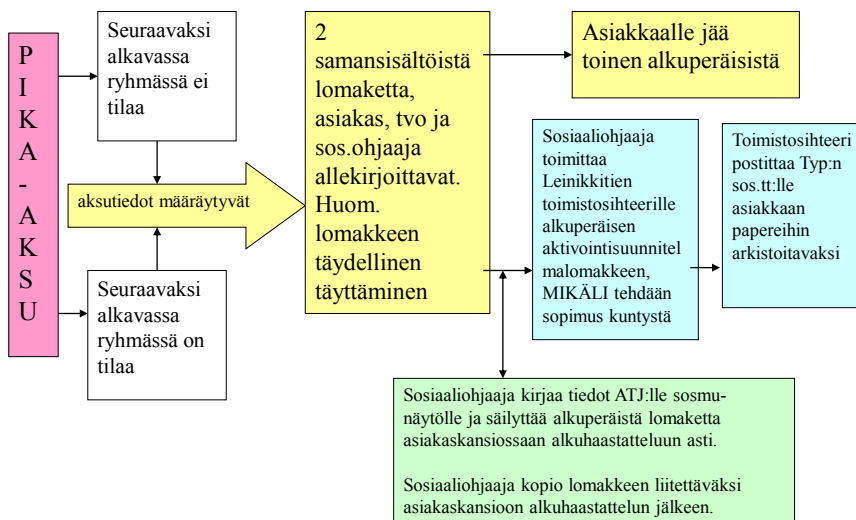 P
I
K
A
-
A
K
S
U
Seuraavaksi
alkavassa
ryhmässä ei
tilaa
aksutiedot määräytyvät
Seuraavaksi
alkavassa
ryhmässä on
tilaa
2
samansisältöistä
lomaketta,
asiakas, tvo ja
sos.ohjaaja
allekirjoittavat.
Huom.
lomakkeen
täydellinen
täyttäminen
Asiakkaalle jää
toinen alkuperäisistä
Sosiaaliohjaaja
toimittaa
Leinikkitien
toimistosihteerille
alkuperäisen
aktivointisuunnitel
malomakkeen,
MIKÄLI tehdään
sopimus kuntystä
Toimistosihteeri
postittaa Typ:n
sos.tt:lle
asiakkaan
papereihin
arkistoitavaksi
Sosiaaliohjaaja kirjaa tiedot ATJ:lle sosmu-
näytölle ja säilyttää alkuperäistä lomaketta
asiakaskansiossaan alkuhaastatteluun asti.
Sosiaaliohjaaja kopio lomakkeen liitettäväksi
asiakaskansioon alkuhaastattelun jälkeen.